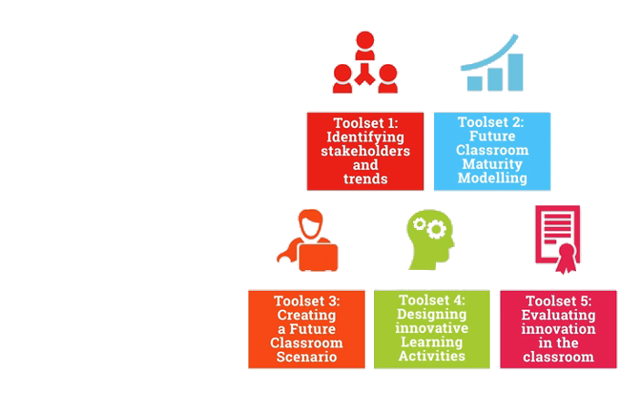 Toolset 1:
Identifying
stakeholders
and
trends
Toolset 2:
Future
Classroom
Maturity
Modelling
Toolset 3:
Creating
a Future
Classroom
Scenario
Toolset 4:
Designing
innovative
Learning
Activities
Toolset 5:
Evaluating
innovation
in the
classroom